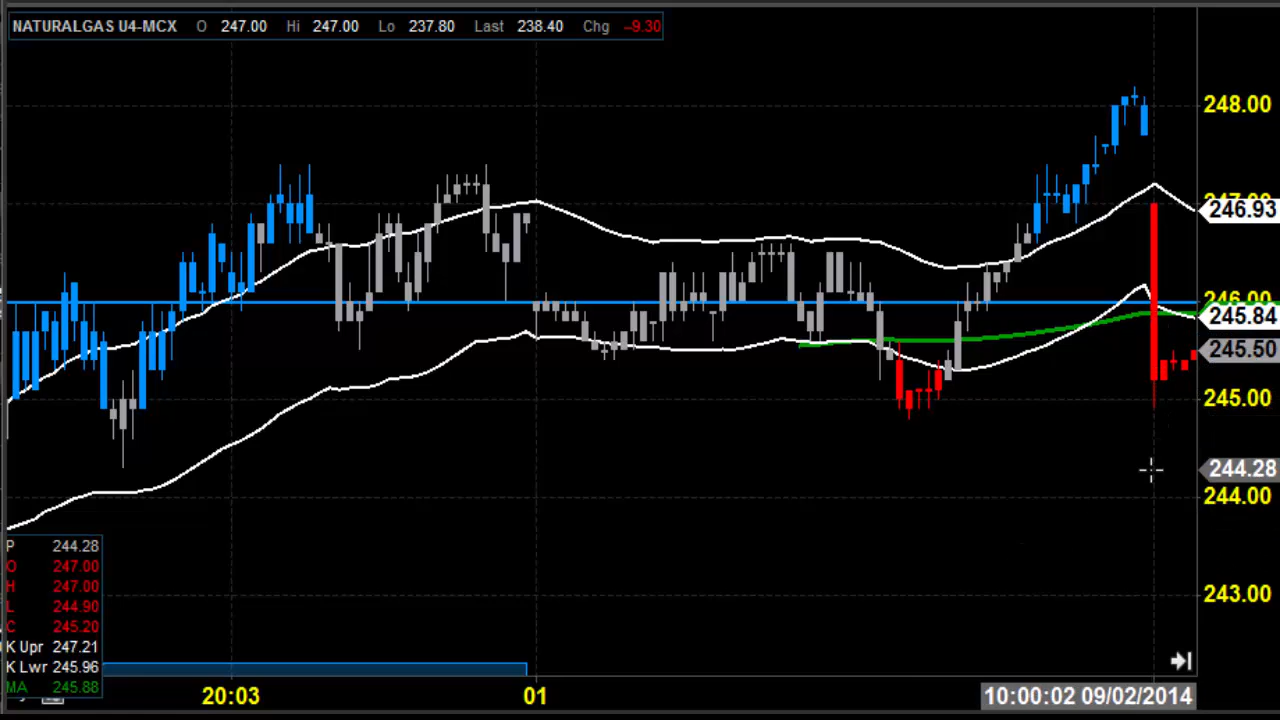 NATURALGAS U4-MCX O 247.00 Hi 247.00 Lo 237.80 Last 238.40 Chg -9.30
248.00
246.93
245.84
245.50
245.00
244.28
244.00
243.00
P 244.28
O 247.00
H 247.00
L 244.90
C 245.20
K Upr 247.21
K Lwr 245.96
MA 245.88
20:03 01 10:00:02 09/02/2014